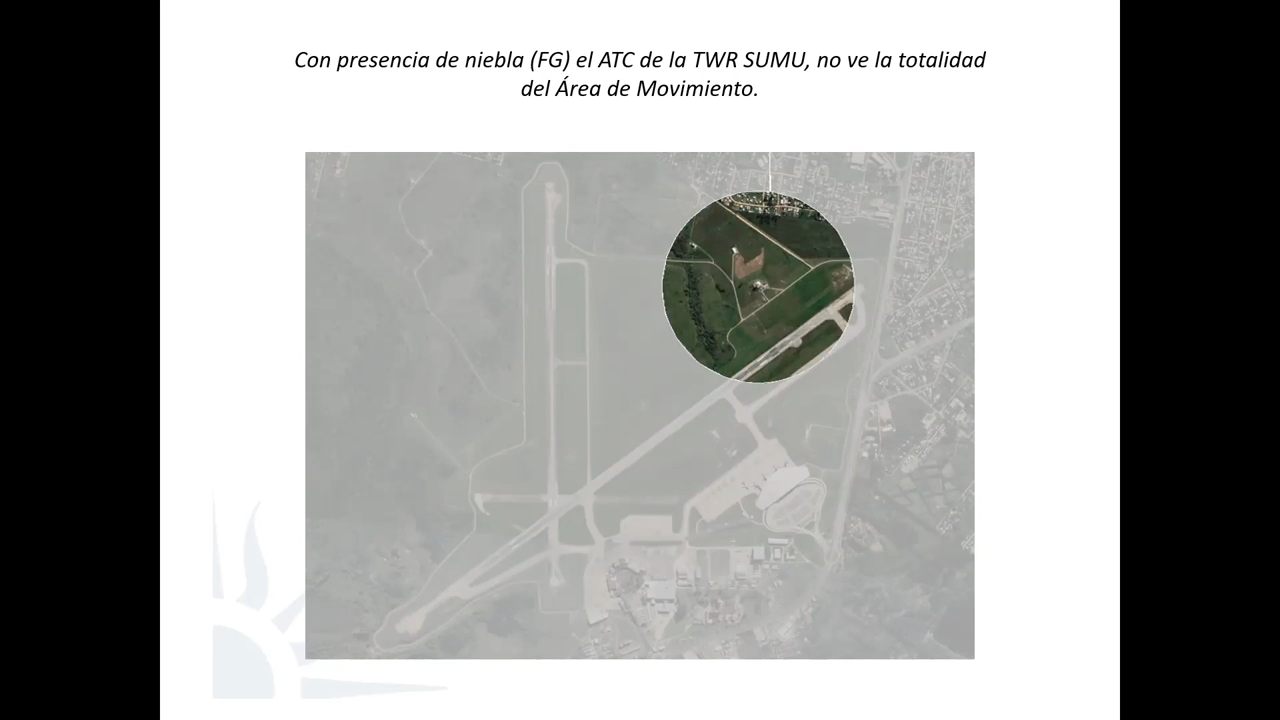 Con presencia de niebla (FG) el ATC de la TWR SUMU, no ve la totalidad
del Área de Movimiento.